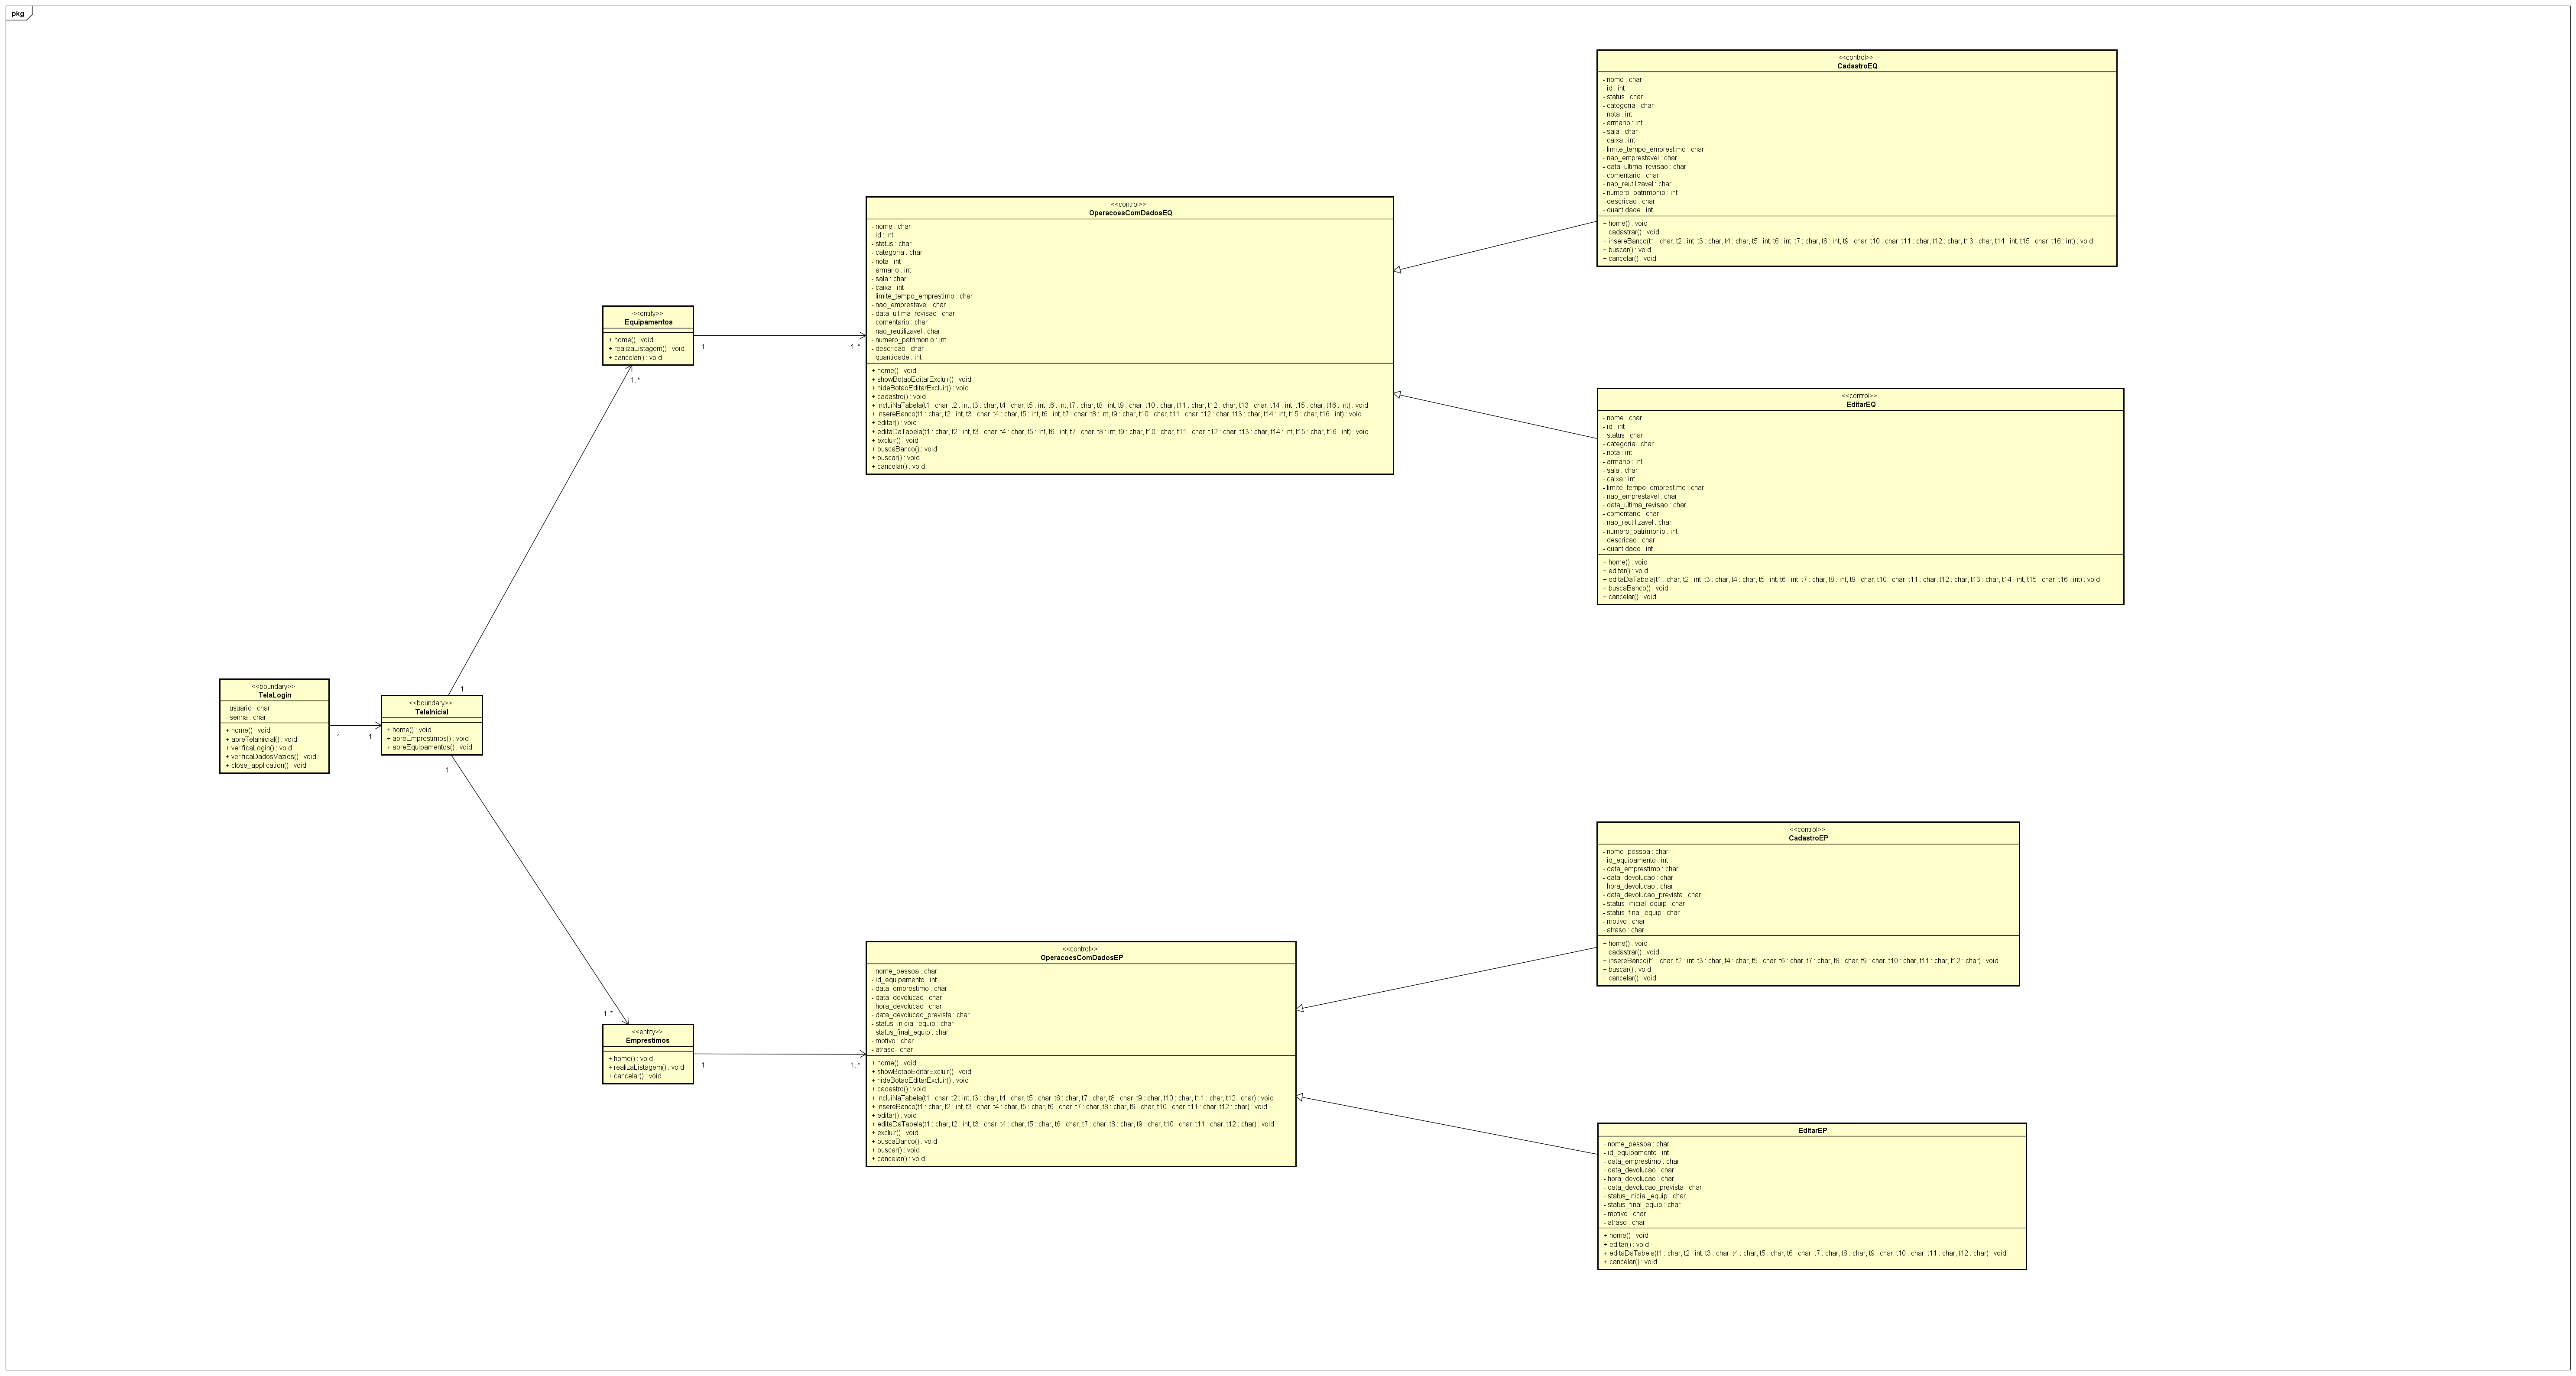 pkg
<<boundary>>
TelaLogin
- usuario : char
- senha : char
+ home() : void
+ abreTelaInicial() : void
+ verificaLogin() : void
+ verificaDadosVazios() : void
+ close_application() : void
1
1
<<boundary>>
TelaInicial
+ home() : void
+ abreEmprestimos() : void
+ abreEquipamentos() : void
1
1
1..*
1..*
<<entity>>
Equipamentos
+ home() : void
+ realizaListagem() : void
+ cancelar() : void
1
1..*
<<control>>
OperacoesComDadosEQ
- nome : char
- id : int
- status : char
- categoria : char
- nota : int
- armario : int
- sala : char
- caixa : int
- limite_tempo_emprestimo : char
- nao_emprestavel : char
- data_ultima_revisao : char
- comentario : char
- nao_reutilizavel : char
- numero_patrimonio : int
- descricao : char
- quantidade : int
+ home() : void
+ showBotaoEditarExcluir() : void
+ hideBotaoEditarExcluir() : void
+ cadastro() : void
+ incluiNaTabela(t1 : char, t2 : int, t3 : char, t4 : char, t5 : int, t6 : int, t7 : char, t8 : int, t9 : char, t10 : char, t11 : char, t12 : char, t13 : char, t14 : int, t15 : char, t16 : int) : void
+ insereBanco(t1 : char, t2 : int, t3 : char, t4 : char, t5 : int, t6 : int, t7 : char, t8 : int, t9 : char, t10 : char, t11 : char, t12 : char, t13 : char, t14 : int, t15 : char, t16 : int) : void
+ editar() : void
+ editaDaTabela(t1 : char, t2 : int, t3 : char, t4 : char, t5 : int, t6 : int, t7 : char, t8 : int, t9 : char, t10 : char, t11 : char, t12 : char, t13 : char, t14 : int, t15 : char, t16 : int) : void
+ excluir() : void
+ buscaBanco() : void
+ buscar() : void
+ cancelar() : void
<<control>>
CadastroEQ
- nome : char
- id : int
- status : char
- categoria : char
- nota : int
- armario : int
- sala : char
- caixa : int
- limite_tempo_emprestimo : char
- nao_emprestavel : char
- data_ultima_revisao : char
- comentario : char
- nao_reutilizavel : char
- numero_patrimonio : int
- descricao : char
- quantidade : int
+ home() : void
+ cadastrar() : void
+ insereBanco(t1 : char, t2 : int, t3 : char, t4 : char, t5 : int, t6 : int, t7 : char, t8 : int, t9 : char, t10 : char, t11 : char, t12 : char, t13 : char, t14 : int, t15 : char, t16 : int) : void
+ buscar() : void
+ cancelar() : void
<<control>>
EditarEQ
- nome : char
- id : int
- status : char
- categoria : char
- nota : int
- armario : int
- sala : char
- caixa : int
- limite_tempo_emprestimo : char
- nao_emprestavel : char
- data_ultima_revisao : char
- comentario : char
- nao_reutilizavel : char
- numero_patrimonio : int
- descricao : char
- quantidade : int
+ home() : void
+ editar() : void
+ editaDaTabela(t1 : char, t2 : int, t3 : char, t4 : char, t5 : int, t6 : int, t7 : char, t8 : int, t9 : char, t10 : char, t11 : char, t12 : char, t13 : char, t14 : int, t15 : char, t16 : int) : void
+ buscaBanco() : void
+ cancelar() : void
<<entity>>
Emprestimos
+ home() : void
+ realizaListagem() : void
+ cancelar() : void
1
1..*
<<control>>
OperacoesComDadosEP
- nome_pessoa : char
- id_equipamento : int
- data_emprestimo : char
- data_devolucao : char
- hora_devolucao : char
- data_devolucao_prevista : char
- status_inicial_equip : char
- status_final_equip : char
- motivo : char
- atraso : char
+ home() : void
+ showBotaoEditarExcluir() : void
+ hideBotaoEditarExcluir() : void
+ cadastro() : void
+ incluiNaTabela(t1 : char, t2 : int, t3 : char, t4 : char, t5 : char, t6 : char, t7 : char, t8 : char, t9 : char, t10 : char, t11 : char, t12 : char) : void
+ insereBanco(t1 : char, t2 : int, t3 : char, t4 : char, t5 : char, t6 : char, t7 : char, t8 : char, t9 : char, t10 : char, t11 : char, t12 : char) : void
+ editar() : void
+ editaDaTabela(t1 : char, t2 : int, t3 : char, t4 : char, t5 : char, t6 : char, t7 : char, t8 : char, t9 : char, t10 : char, t11 : char, t12 : char) : void
+ excluir() : void
+ buscaBanco() : void
+ buscar() : void
+ cancelar() : void
<<control>>
CadastroEP
- nome_pessoa : char
- id_equipamento : int
- data_emprestimo : char
- data_devolucao : char
- hora_devolucao : char
- data_devolucao_prevista : char
- status_inicial_equip : char
- status_final_equip : char
- motivo : char
- atraso : char
+ home() : void
+ cadastrar() : void
+ insereBanco(t1 : char, t2 : int, t3 : char, t4 : char, t5 : char, t6 : char, t7 : char, t8 : char, t9 : char, t10 : char, t11 : char, t12 : char) : void
+ buscar() : void
+ cancelar() : void
EditarEP
- nome_pessoa : char
- id_equipamento : int
- data_emprestimo : char
- data_devolucao : char
- hora_devolucao : char
- data_devolucao_prevista : char
- status_inicial_equip : char
- status_final_equip : char
- motivo : char
- atraso : char
+ home() : void
+ editar() : void
+ editaDaTabela(t1 : char, t2 : int, t3 : char, t4 : char, t5 : char, t6 : char, t7 : char, t8 : char, t9 : char, t10 : char, t11 : char, t12 : char) : void
+ cancelar() : void